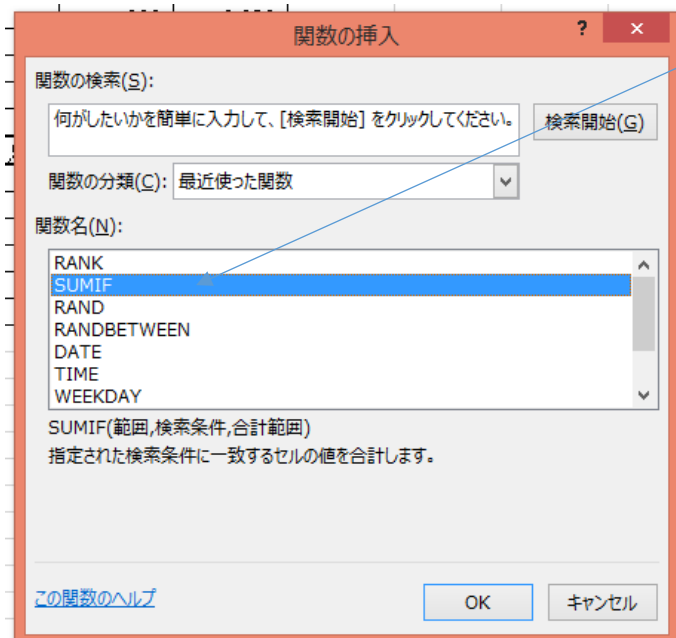 関数の挿入
?
×
関数の検索(S):
何がしたいかを簡単に入力して、[検索開始] をクリックしてください。
検索開始(G)
関数の分類(C):
最近使った関数
関数名(N):
RANK
SUMIF
RAND
RANDBETWEEN
DATE
TIME
WEEKDAY
SUMIF(範囲,検索条件,合計範囲)
指定された検索条件に一致するセルの値を合計します。
この関数のヘルプ
OK
キャンセル